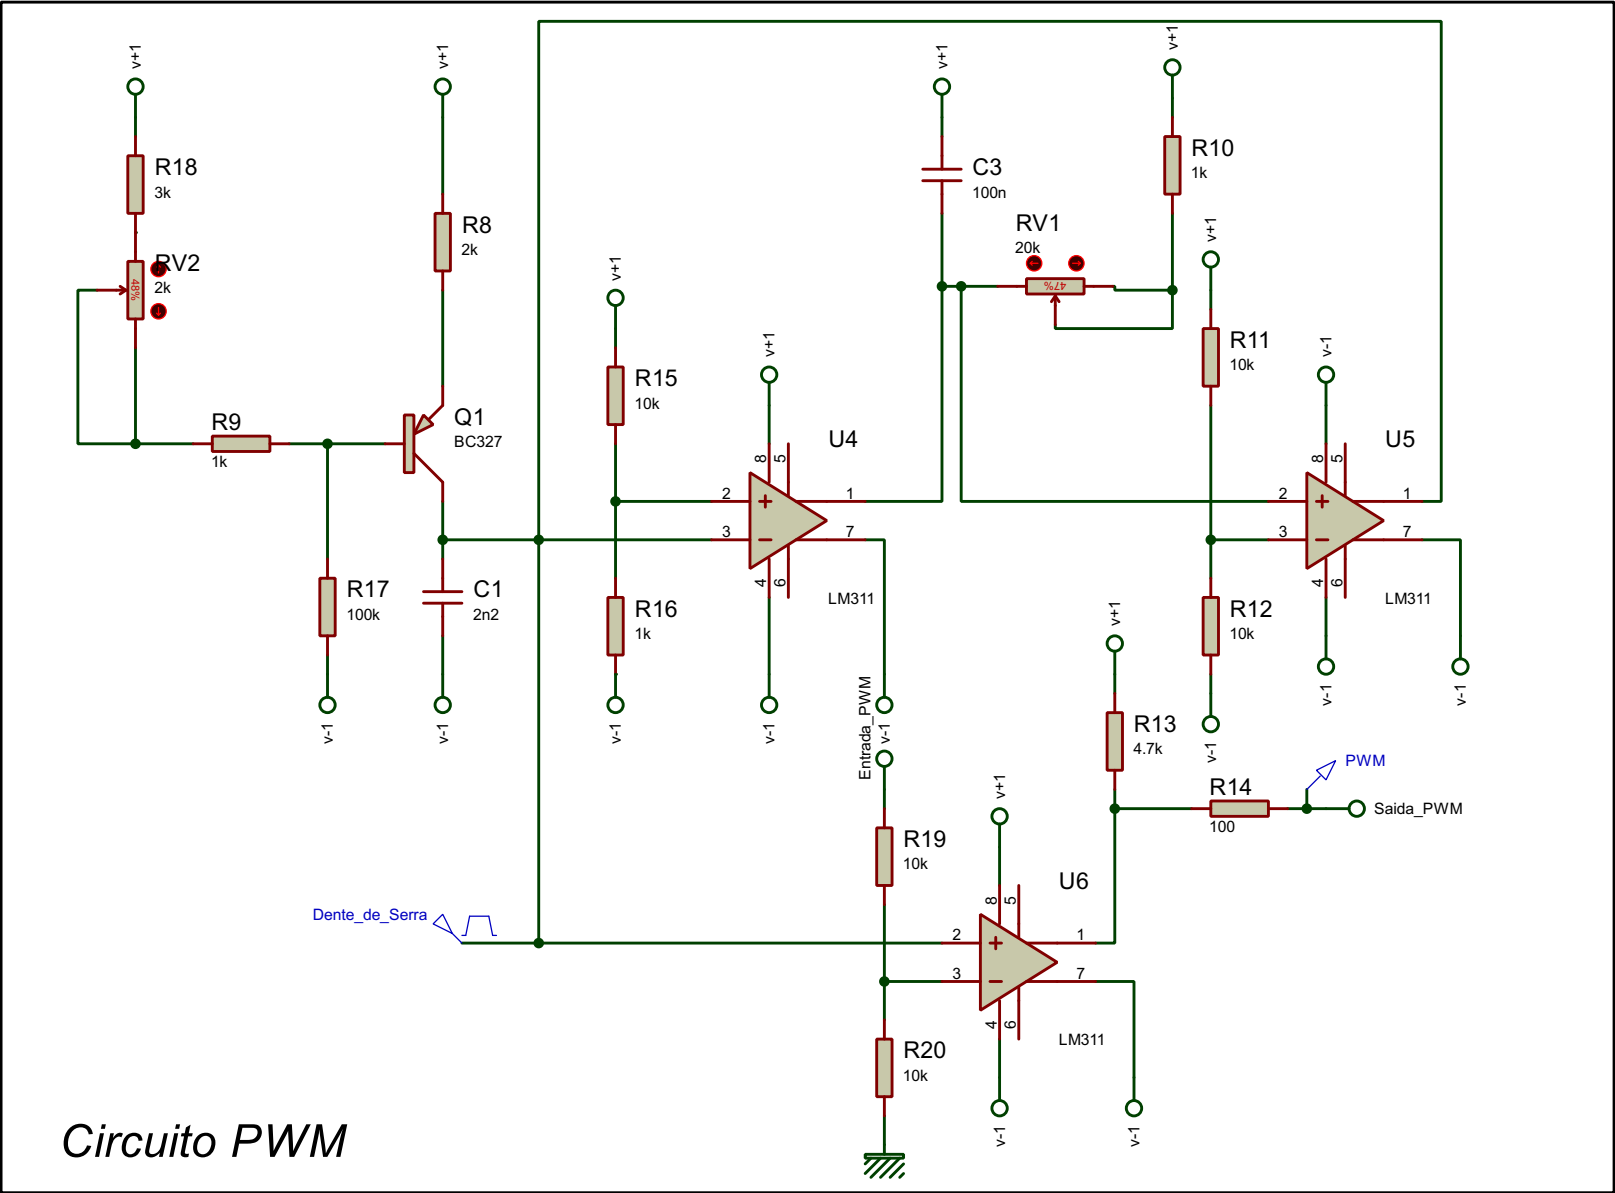 v+1
R18
3k
RV2
2k
48%
R9
1k
R17
100k
v-1
v+1
R8
2k
Q1
BC327
C1
2n2
v-1
v+1
R15
10k
R16
1k
v-1
v+1
U4
8
5
2
+
1
3
−
7
4
6
LM311
v-1
v-1
v+1
C3
100n
RV1
20k
47%
v+1
R10
1k
v+1
R11
10k
R12
10k
v-1
v-1
U5
8
5
2
+
1
3
−
7
4
6
LM311
v-1
v-1
Entrada_PWM
R19
10k
R20
10k
v+1
U6
8
5
2
+
1
3
−
7
4
6
LM311
v-1
v-1
v+1
R13
4.7k
R14
100
PWM
Saida_PWM
Dente_de_Serra
Circuito PWM